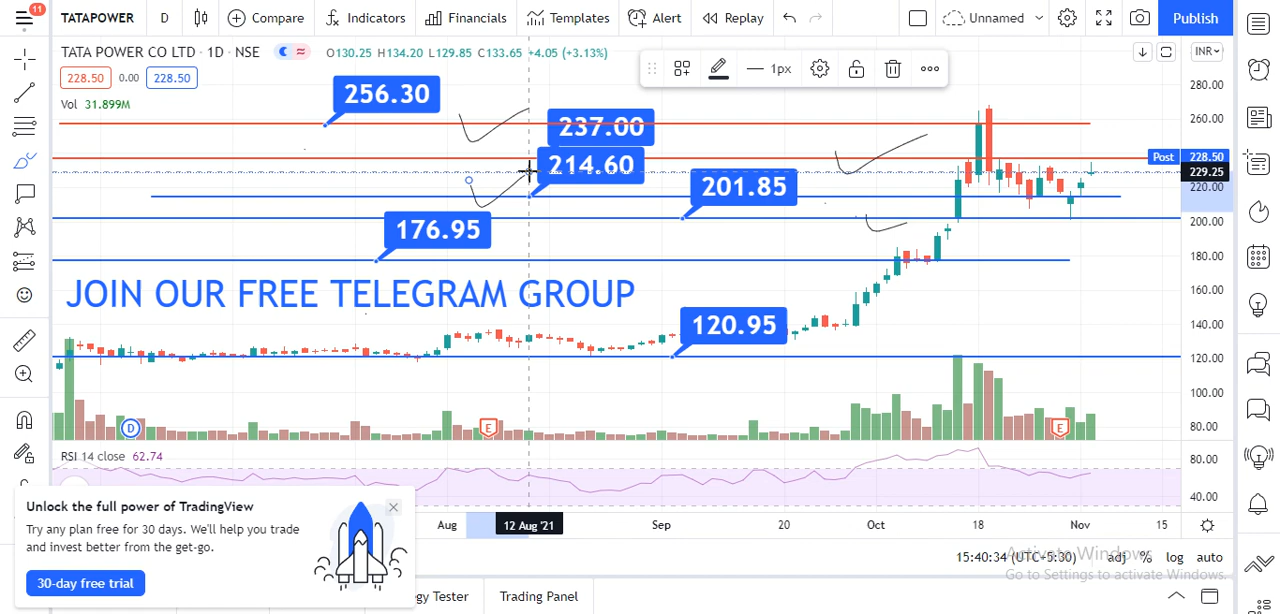 11
TATAPOWER D Compare Indicators Financials Templates Alert Replay Unnamed Publish
TATA POWER CO LTD · 1D · NSE O130.25 H134.20 L129.85 C133.65 +4.05 (+3.13%) INR
228.50 0.00 228.50
1px
Vol 31.899M
256.30
237.00
214.60
201.85
176.95
120.95
JOIN OUR FREE TELEGRAM GROUP
280.00
260.00
Post 228.50
229.25
220.00
200.00
180.00
160.00
140.00
120.00
100.00
80.00
D E E
RSI 14 close 62.74
80.00
40.00
Aug 12 Aug '21 Sep 20 Oct 18 Nov 15
Unlock the full power of TradingView
Try any plan free for 30 days. We'll help you trade
and invest better from the get-go.
30-day free trial
15:40:34 (UTC+5:30) adj % log auto
Activate Windows
Go to Settings to activate Windows.
gy Tester Trading Panel